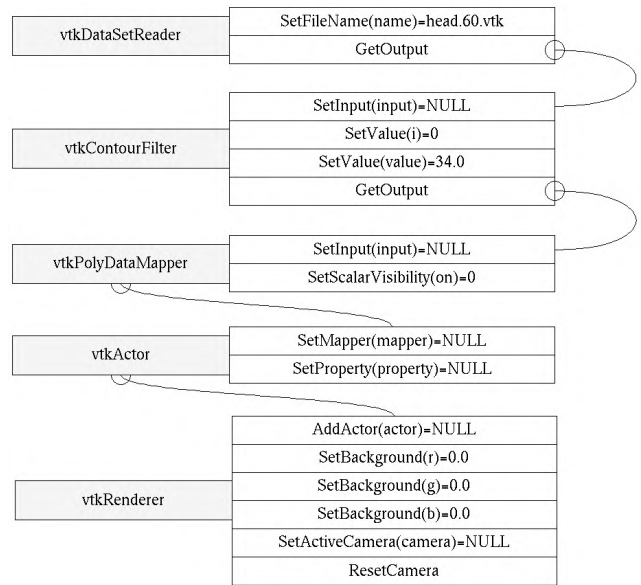 vtkDataSetReader
SetFileName(name)=head.60.vtk
GetOutput
vtkContourFilter
SetInput(input)=NULL
SetValue(i)=0
SetValue(value)=34.0
GetOutput
vtkPolyDataMapper
SetInput(input)=NULL
SetScalarVisibility(on)=0
vtkActor
SetMapper(mapper)=NULL
SetProperty(property)=NULL
vtkRenderer
AddActor(actor)=NULL
SetBackground(r)=0.0
SetBackground(g)=0.0
SetBackground(b)=0.0
SetActiveCamera(camera)=NULL
ResetCamera